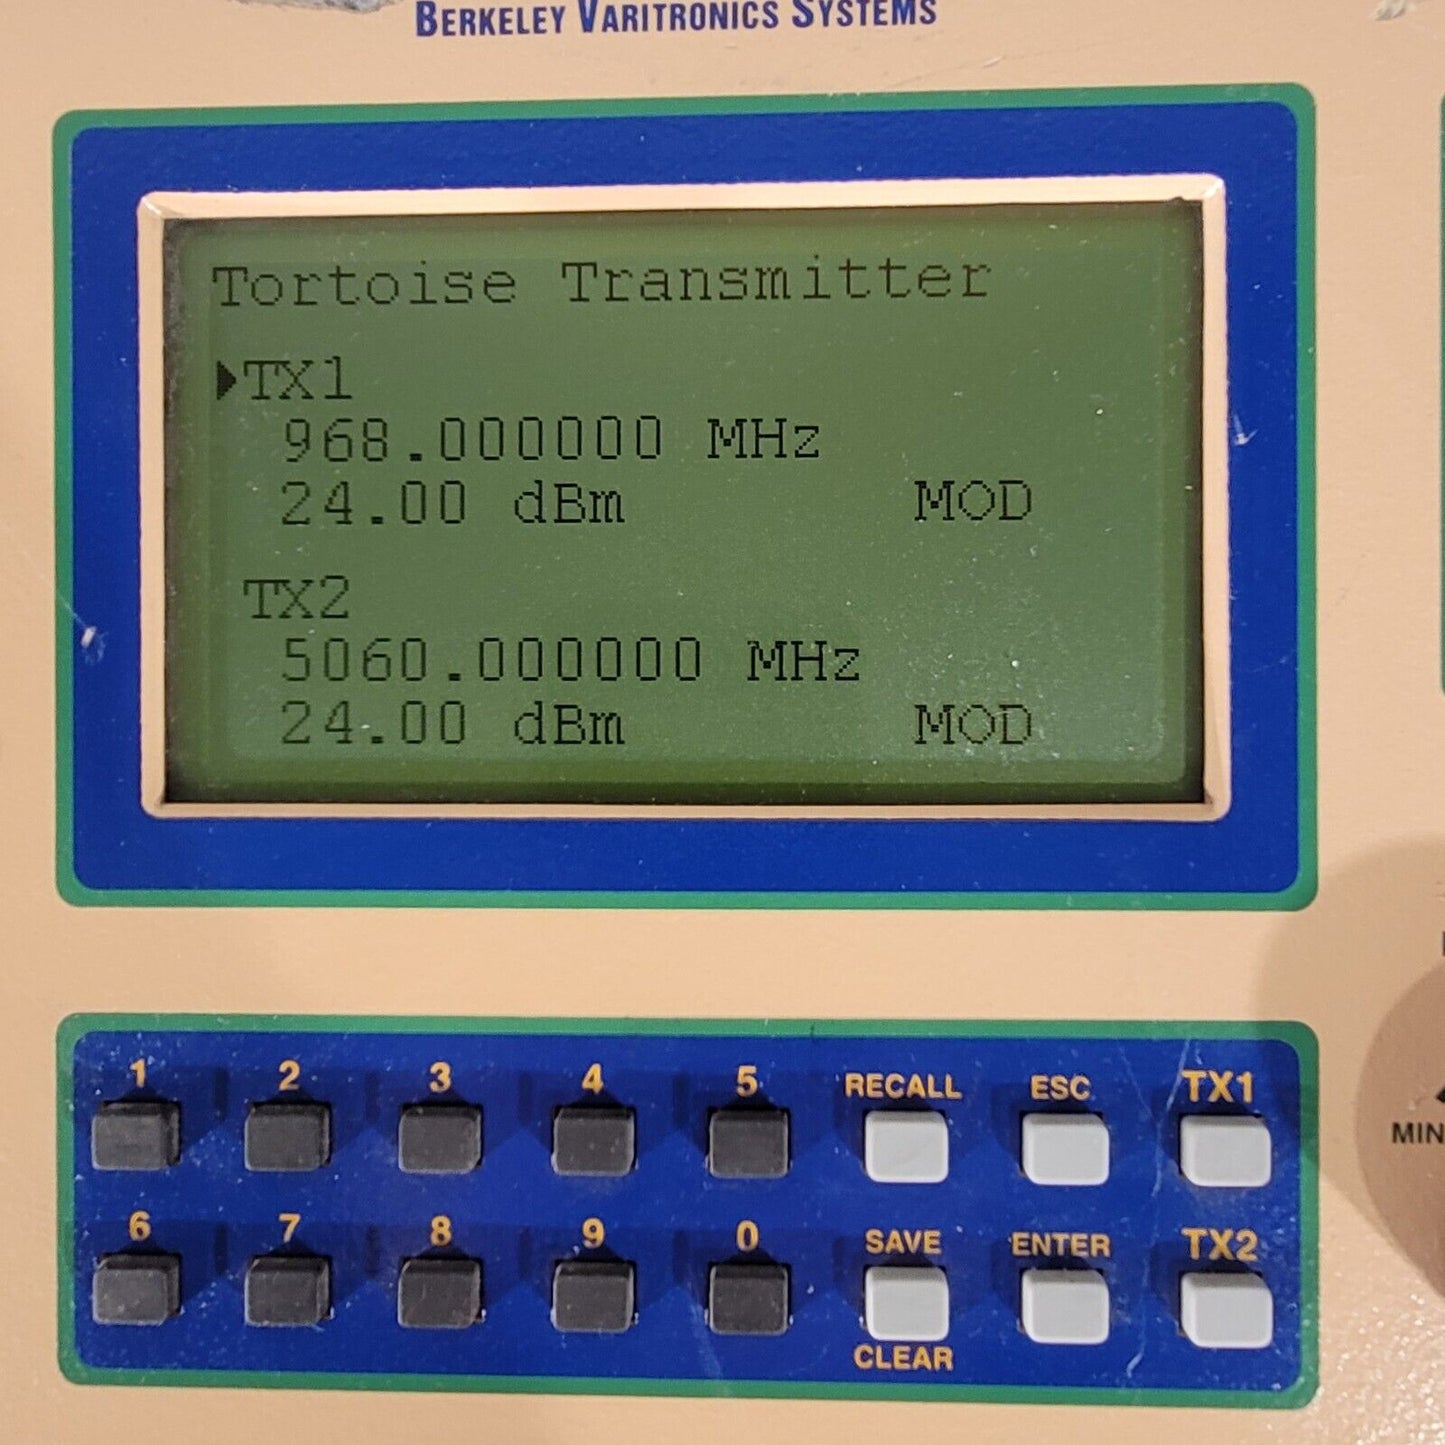 BERKELEY VARITRONICS SYSTEMS
Tortoise Transmitter
TX1
968.000000 MHz
24.00 dBm MOD
TX2
5060.000000 MHz
24.00 dBm MOD
1 2 3 4 5 RECALL ESC TX1
6 7 8 9 0 SAVE ENTER TX2
CLEAR
MIN